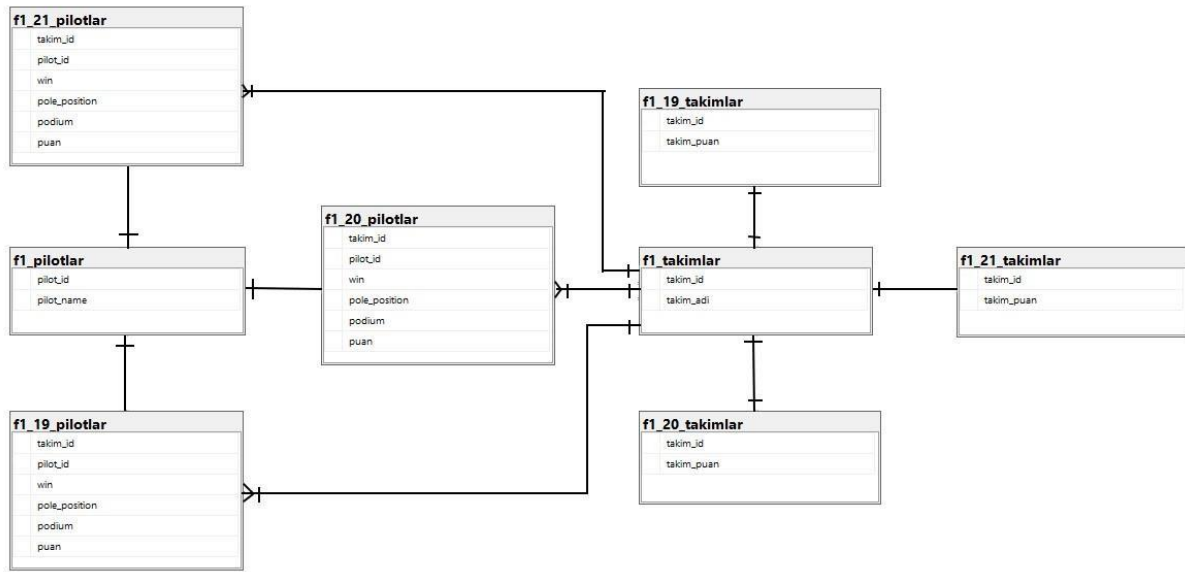 f1_21_pilotlar
takim_id
pilot_id
win
pole_position
podium
puan
f1_19_takimlar
takim_id
takim_puan
f1_20_pilotlar
takim_id
pilot_id
win
pole_position
podium
puan
f1_pilotlar
pilot_id
pilot_name
f1_takimlar
takim_id
takim_adi
f1_21_takimlar
takim_id
takim_puan
f1_19_pilotlar
takim_id
pilot_id
win
pole_position
podium
puan
f1_20_takimlar
takim_id
takim_puan